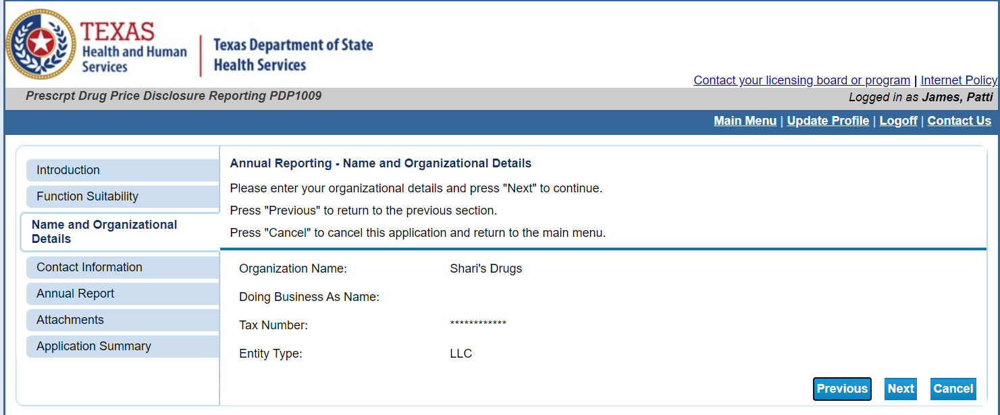 TEXAS
Health and Human
Services
Texas Department of State
Health Services
Contact your licensing board or program | Internet Policy
Prescrpt Drug Price Disclosure Reporting PDP1009
Logged in as James, Patti
Main Menu | Update Profile | Logoff | Contact Us
Introduction
Function Suitability
Name and Organizational
Details
Contact Information
Annual Report
Attachments
Application Summary
Annual Reporting - Name and Organizational Details
Please enter your organizational details and press "Next" to continue.
Press "Previous" to return to the previous section.
Press "Cancel" to cancel this application and return to the main menu.
Organization Name: Shari's Drugs
Doing Business As Name:
Tax Number: ************
Entity Type: LLC
Previous Next Cancel